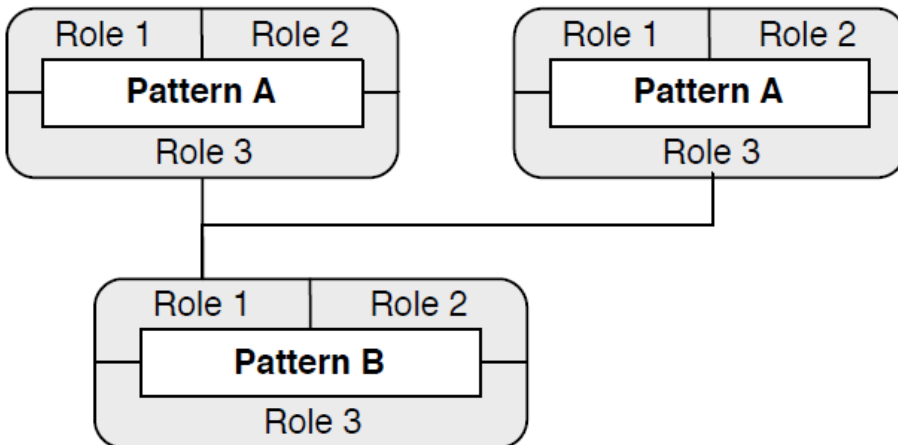 Role 1 Role 2 Role 1 Role 2
Pattern A Pattern A
Role 3 Role 3
Role 1 Role 2
Pattern B
Role 3